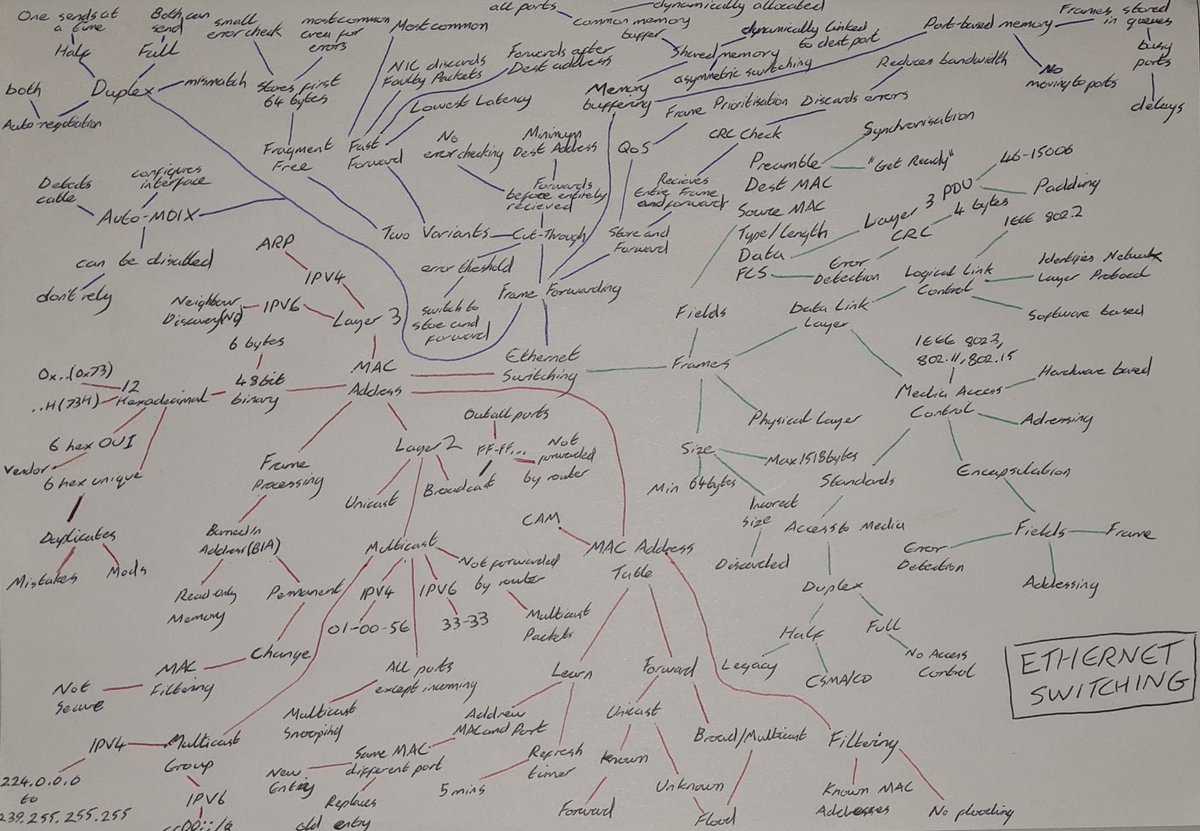 One sends at
a time
Half
Both can
send
Full
small
error check
most common
area for
errors
Most common
all ports
common memory
buffer
dynamically allocated
Shared memory
dynamically linked
to dest port
asymmetric switching
Port-based memory
Frames stored
in queues
busy
ports
delays
No
moving to ports
both
Auto-negotiation
Duplex
mismatch
Stores first
64 bytes
NIC discards
Faulty Packets
Forwards after
Dest address
Lowest Latency
Memory
buffering
Frame Prioritisation
Reduces bandwidth
Discards errors
CRC Check
QoS
Fragment
Free
Fast
Forward
No
error checking
Minimum
Dest Address
Forwards
before entirely
recieved
Recieves
Entire Frame
and forward
Store and
Forward
Preamble
Synchronisation
"Get Ready"
Dest MAC
Source MAC
Type/Length
Data
FCS
Layer 3 PDU
46-1500b
Padding
4 bytes
CRC
Error
Detection
IEEE 802.2
Logical Link
Control
Identifies Network
Layer Protocol
Software based
Detects
cable
configures
interface
Auto-MDIX
can be disabled
don't rely
Two Variants
Cut-Through
error threshold
switch to
store and
forward
Frame Forwarding
ARP
IPV4
Neighbour
Discovery(ND)
IPV6
Layer 3
Fields
Data Link
Layer
Ethernet
Switching
Frames
MAC
Address
6 bytes
48bit
binary
0x..(0x73)
..H(73H)
12
Hexadecimal
6 hex OUI
Vendor
6 hex unique
Duplicates
Mistakes
Mods
IEEE 802.3,
802.11, 802.15
Media Access
Control
Hardware based
Adressing
Encapsulation
Fields
Frame
Error
Detection
Addressing
Physical Layer
Size
Max 1518bytes
Min 64bytes
Incorect
size
Discarded
Standards
Access to Media
Duplex
Half
Full
Legacy
CSMA/CD
No Access
Control
Out all ports
Layer 2
FF-FF...
Not
forwarded
by router
Unicast
Broadcast
Frame
Processing
Burned in
Address(BIA)
Read only
Memory
Permanent
Change
MAC
Filtering
Not
Secure
Multicast
IPV4
IPV6
01-00-5E
33-33
Not forwarded
by router
Multicast
Packets
All ports
except incoming
Multicast
Snooping
CAM
MAC Address
Table
Learn
Forward
Address
MAC and Port
Same MAC
different port
New
Entry
Replaces
old entry
Refresh
timer
5 mins
Unicast
Known
Forward
Unknown
Flood
Broad/Multicast
Filtering
Known MAC
Addresses
No flooding
IPV4
Multicast
Group
224.0.0.0
to
239.255.255.255
IPV6
ETHERNET
SWITCHING